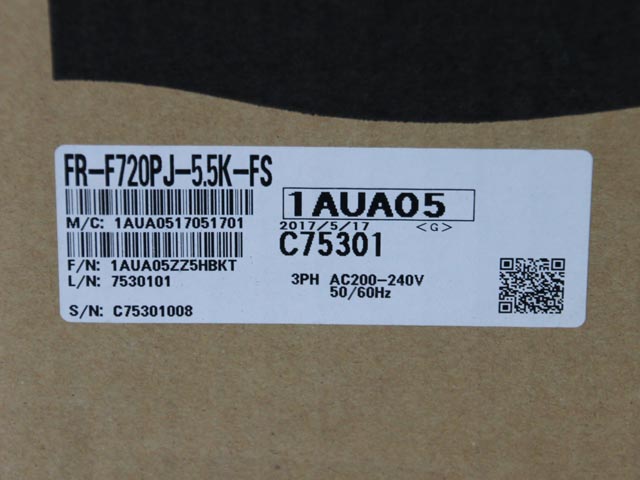 FR-F720PJ-5.5K-FS
1AUA05
M/C: 1AUA0517051701
2017/5/17 <G>
C75301
F/N: 1AUA05ZZ5HBKT
L/N: 7530101
3PH AC200-240V
50/60Hz
S/N: C75301008